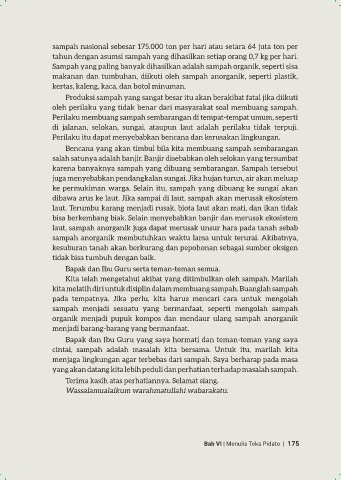 sampah nasional sebesar 175.000 ton per hari atau setara 64 juta ton per
tahun dengan asumsi sampah yang dihasilkan setiap orang 0,7 kg per hari.
Sampah yang paling banyak dihasilkan adalah sampah organik, seperti sisa
makanan dan tumbuhan, diikuti oleh sampah anorganik, seperti plastik,
kertas, kaleng, kaca, dan botol minuman.
Produksi sampah yang sangat besar itu akan berakibat fatal jika diikuti
oleh perilaku yang tidak benar dari masyarakat soal membuang sampah.
Perilaku membuang sampah sembarangan di tempat-tempat umum, seperti
di jalanan, selokan, sungai, ataupun laut adalah perilaku tidak terpuji.
Perilaku itu dapat menyebabkan bencana dan kerusakan lingkungan.
Bencana yang akan timbul bila kita membuang sampah sembarangan
salah satunya adalah banjir. Banjir disebabkan oleh selokan yang tersumbat
karena banyaknya sampah yang dibuang sembarangan. Sampah tersebut
juga menyebabkan pendangkalan sungai. Jika hujan turun, air akan meluap
ke permukiman warga. Selain itu, sampah yang dibuang ke sungai akan
dibawa arus ke laut. Jika sampai di laut, sampah akan merusak ekosistem
laut. Terumbu karang menjadi rusak, biota laut akan mati, dan ikan tidak
bisa berkembang biak. Selain menyebabkan banjir dan merusak ekosistem
laut, sampah anorganik juga dapat merusak unsur hara pada tanah sebab
sampah anorganik membutuhkan waktu lama untuk terurai. Akibatnya,
kesuburan tanah akan berkurang dan pepohonan sebagai sumber oksigen
tidak bisa tumbuh dengan baik.
Bapak dan Ibu Guru serta teman-teman semua.
Kita telah mengetahui akibat yang ditimbulkan oleh sampah. Marilah
kita melatih diri untuk disiplin dalam membuang sampah. Buanglah sampah
pada tempatnya. Jika perlu, kita harus mencari cara untuk mengolah
sampah menjadi sesuatu yang bermanfaat, seperti mengolah sampah
organik menjadi pupuk kompos dan mendaur ulang sampah anorganik
menjadi barang-barang yang bermanfaat.
Bapak dan Ibu Guru yang saya hormati dan teman-teman yang saya
cintai, sampah adalah masalah kita bersama. Untuk itu, marilah kita
menjaga lingkungan agar terbebas dari sampah. Saya berharap pada masa
yang akan datang kita lebih peduli dan perhatian terhadap masalah sampah.
Terima kasih atas perhatiannya. Selamat siang.
Wassalamualaikum warahmatullahi wabarakatu.
Bab VI | Menulis Teks Pidato | 175